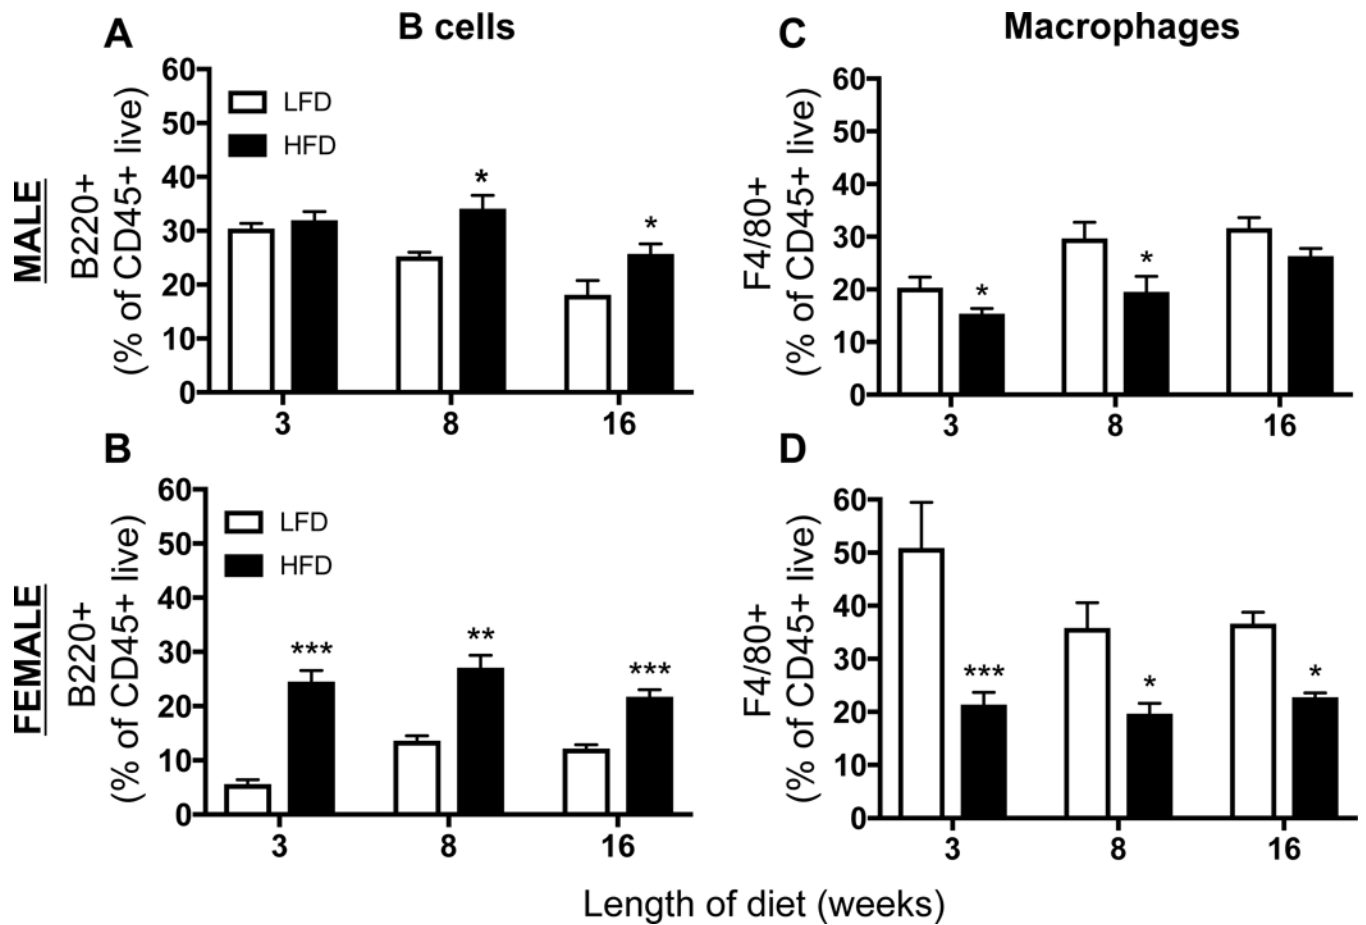 A
B cells
60
50
40
30
20
10
0
LFD
HFD
*
*
3
8
16
MALE
B220+
(% of CD45+ live)
C
Macrophages
60
50
40
30
20
10
0
*
*
3
8
16
F4/80+
(% of CD45+ live)
B
60
50
40
30
20
10
0
LFD
HFD
***
**
***
3
8
16
FEMALE
B220+
(% of CD45+ live)
D
60
50
40
30
20
10
0
***
*
*
3
8
16
F4/80+
(% of CD45+ live)
Length of diet (weeks)